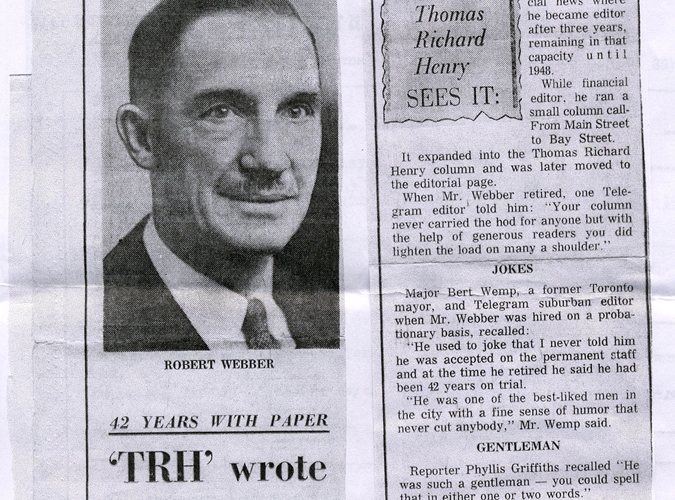 ROBERT WEBBER
42 YEARS WITH PAPER
‘TRH’ wrote
Thomas
Richard
Henry
SEES IT:
cial news where
he became editor
after three years,
remaining in that
capacity until
1948.
While financial
editor, he ran a
small column call-
From Main Street
to Bay Street.
It expanded into the Thomas Richard
Henry column and was later moved to
the editorial page.
When Mr. Webber retired, one Tele-
gram editor told him: “Your column
never carried the hod for anyone but with
the help of generous readers you did
lighten the load on many a shoulder.”
JOKES
Major Bert Wemp, a former Toronto
mayor, and Telegram suburban editor
when Mr. Webber was hired on a proba-
tionary basis, recalled:
“He used to joke that I never told him
he was accepted on the permanent staff
and at the time he retired he said he had
been 42 years on trial.
“He was one of the best-liked men in
the city with a fine sense of humor that
never cut anybody,” Mr. Wemp said.
GENTLEMAN
Reporter Phyllis Griffiths recalled “He
was such a gentleman — you could spell
that in either one or two words.”